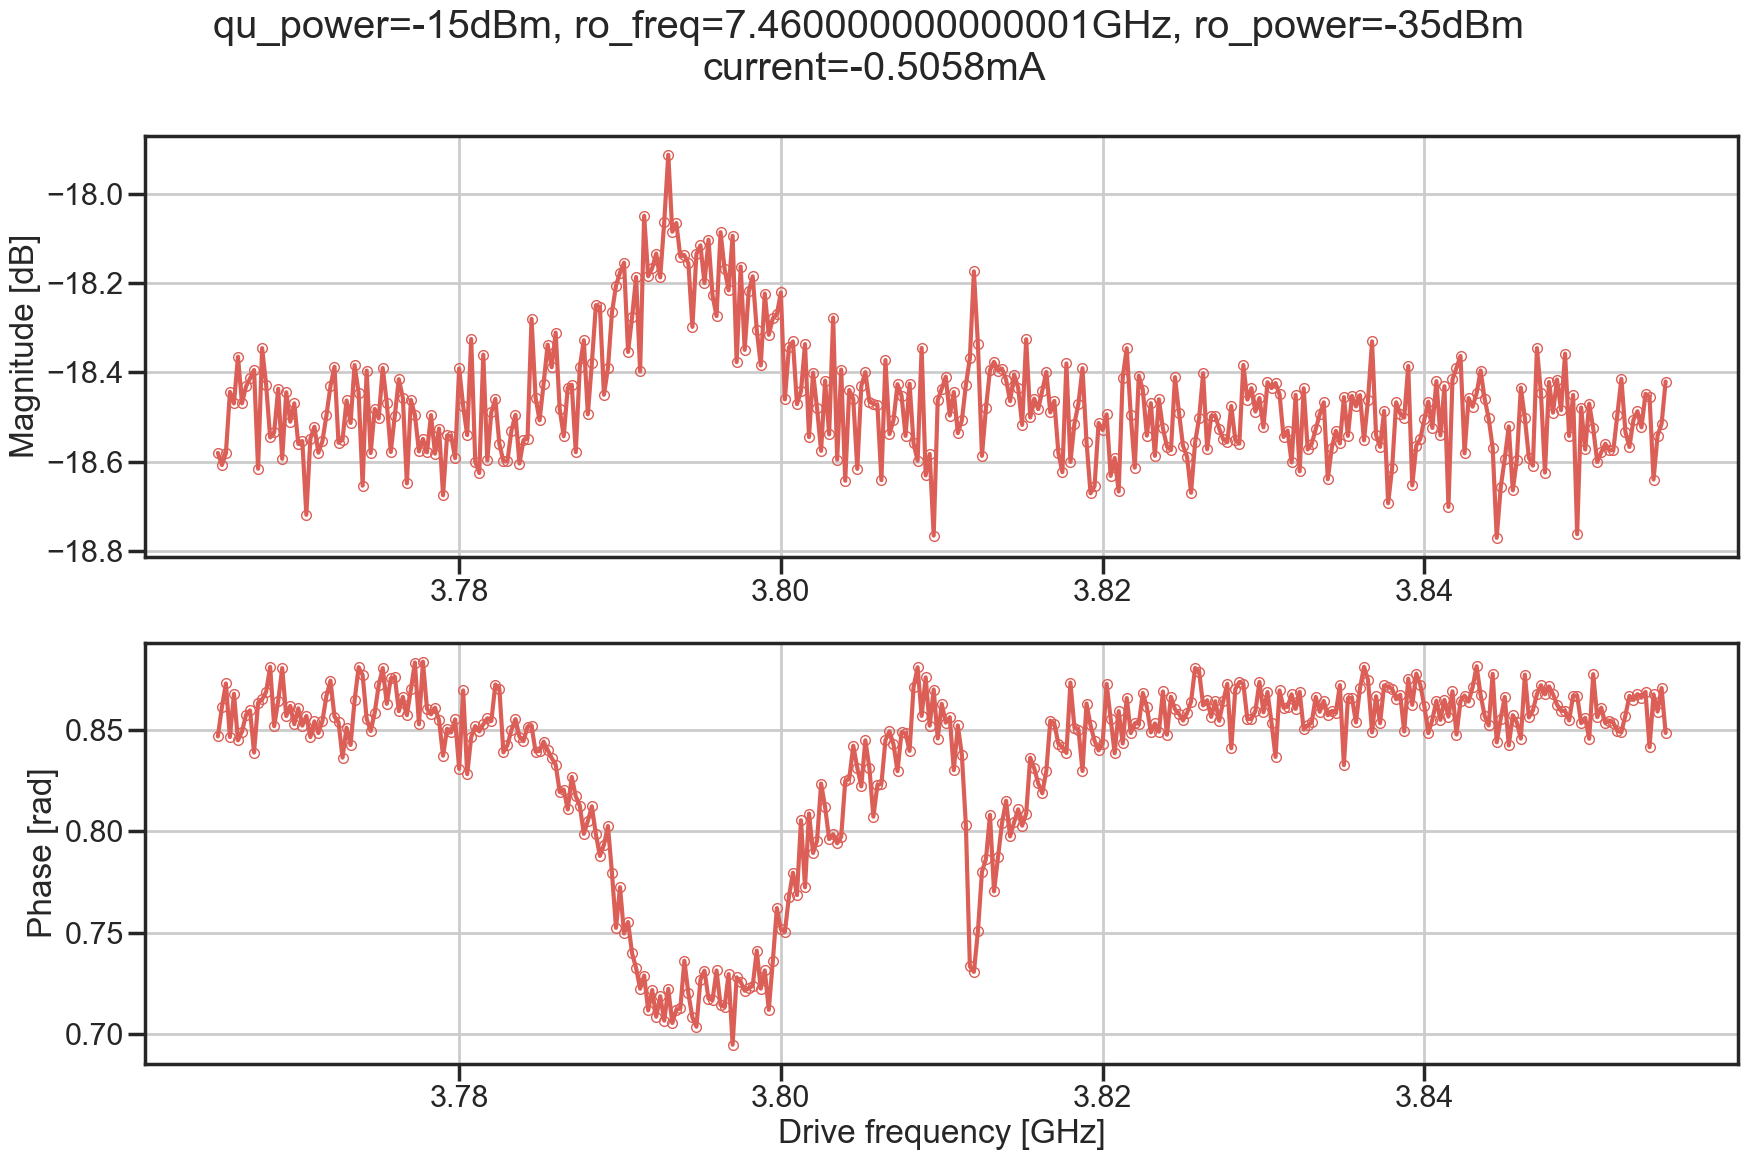 qu_power=-15dBm, ro_freq=7.460000000000001GHz, ro_power=-35dBm
current=-0.5058mA
Magnitude [dB]
−18.0
−18.2
−18.4
−18.6
−18.8
3.78 3.80 3.82 3.84
Phase [rad]
0.85
0.80
0.75
0.70
3.78 3.80 3.82 3.84
Drive frequency [GHz]